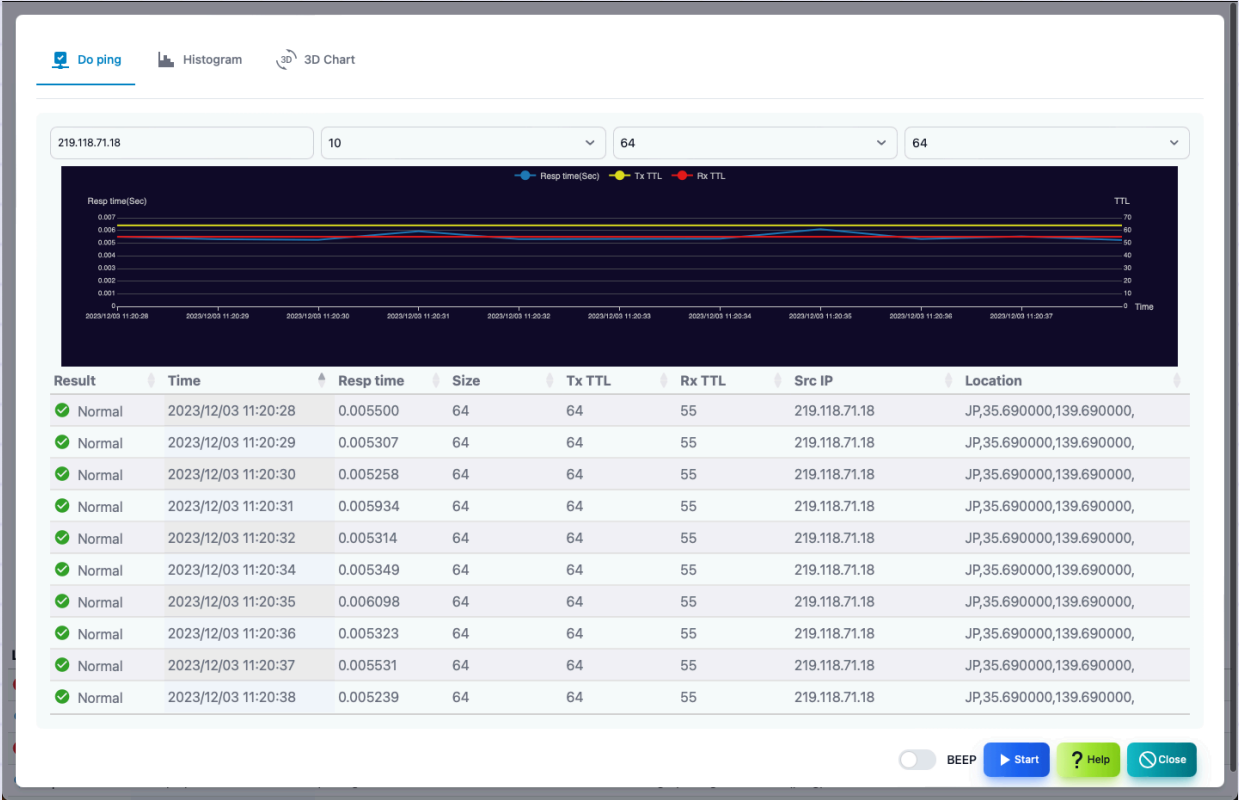 Do ping Histogram 3D 3D Chart
219.118.71.18 10 64 64
Resp time(Sec) Tx TTL Rx TTL
Resp time(Sec) TTL
0.007 70
0.006 60
0.005 50
0.004 40
0.003 30
0.002 20
0.001 10
0 0 Time
2023/12/03 11:20:28 2023/12/03 11:20:29 2023/12/03 11:20:30 2023/12/03 11:20:31 2023/12/03 11:20:32 2023/12/03 11:20:33 2023/12/03 11:20:34 2023/12/03 11:20:35 2023/12/03 11:20:36 2023/12/03 11:20:37
Result Time Resp time Size Tx TTL Rx TTL Src IP Location
Normal 2023/12/03 11:20:28 0.005500 64 64 55 219.118.71.18 JP,35.690000,139.690000,
Normal 2023/12/03 11:20:29 0.005307 64 64 55 219.118.71.18 JP,35.690000,139.690000,
Normal 2023/12/03 11:20:30 0.005258 64 64 55 219.118.71.18 JP,35.690000,139.690000,
Normal 2023/12/03 11:20:31 0.005934 64 64 55 219.118.71.18 JP,35.690000,139.690000,
Normal 2023/12/03 11:20:32 0.005314 64 64 55 219.118.71.18 JP,35.690000,139.690000,
Normal 2023/12/03 11:20:34 0.005349 64 64 55 219.118.71.18 JP,35.690000,139.690000,
Normal 2023/12/03 11:20:35 0.006098 64 64 55 219.118.71.18 JP,35.690000,139.690000,
Normal 2023/12/03 11:20:36 0.005323 64 64 55 219.118.71.18 JP,35.690000,139.690000,
Normal 2023/12/03 11:20:37 0.005531 64 64 55 219.118.71.18 JP,35.690000,139.690000,
Normal 2023/12/03 11:20:38 0.005239 64 64 55 219.118.71.18 JP,35.690000,139.690000,
BEEP Start ? Help Close